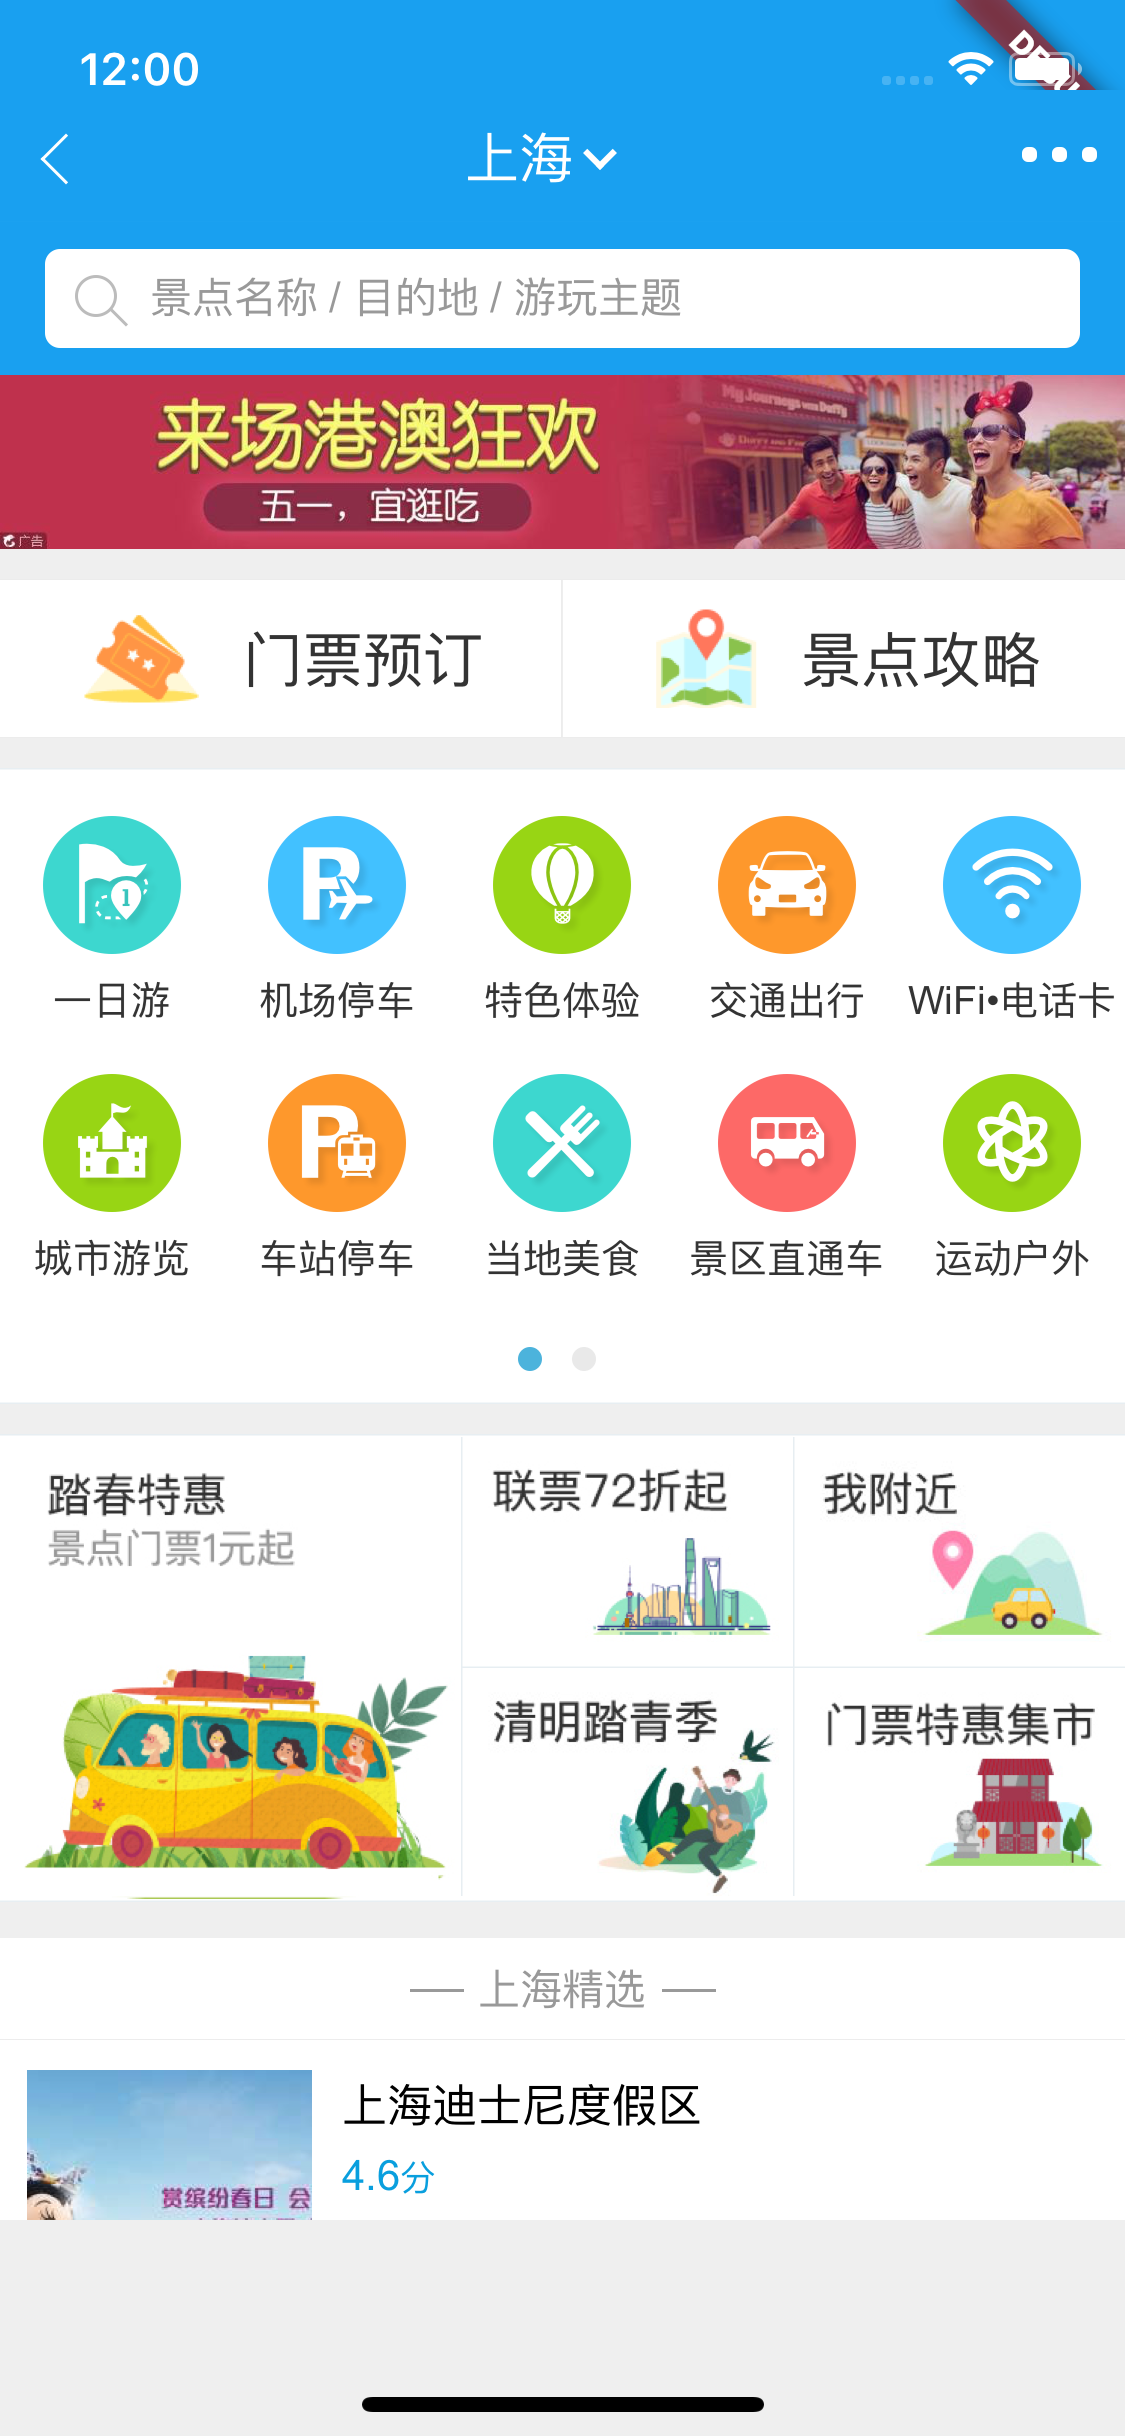 12:00
上海
景点名称 / 目的地 / 游玩主题
My Journeys with Duffy
来场港澳狂欢
五一，宜逛吃
广告
门票预订
景点攻略
一日游
机场停车
特色体验
交通出行
WiFi•电话卡
城市游览
车站停车
当地美食
景区直通车
运动户外
踏春特惠
景点门票1元起
联票72折起
我附近
清明踏青季
门票特惠集市
上海精选
上海迪士尼度假区
4.6分
赏缤纷春日 会